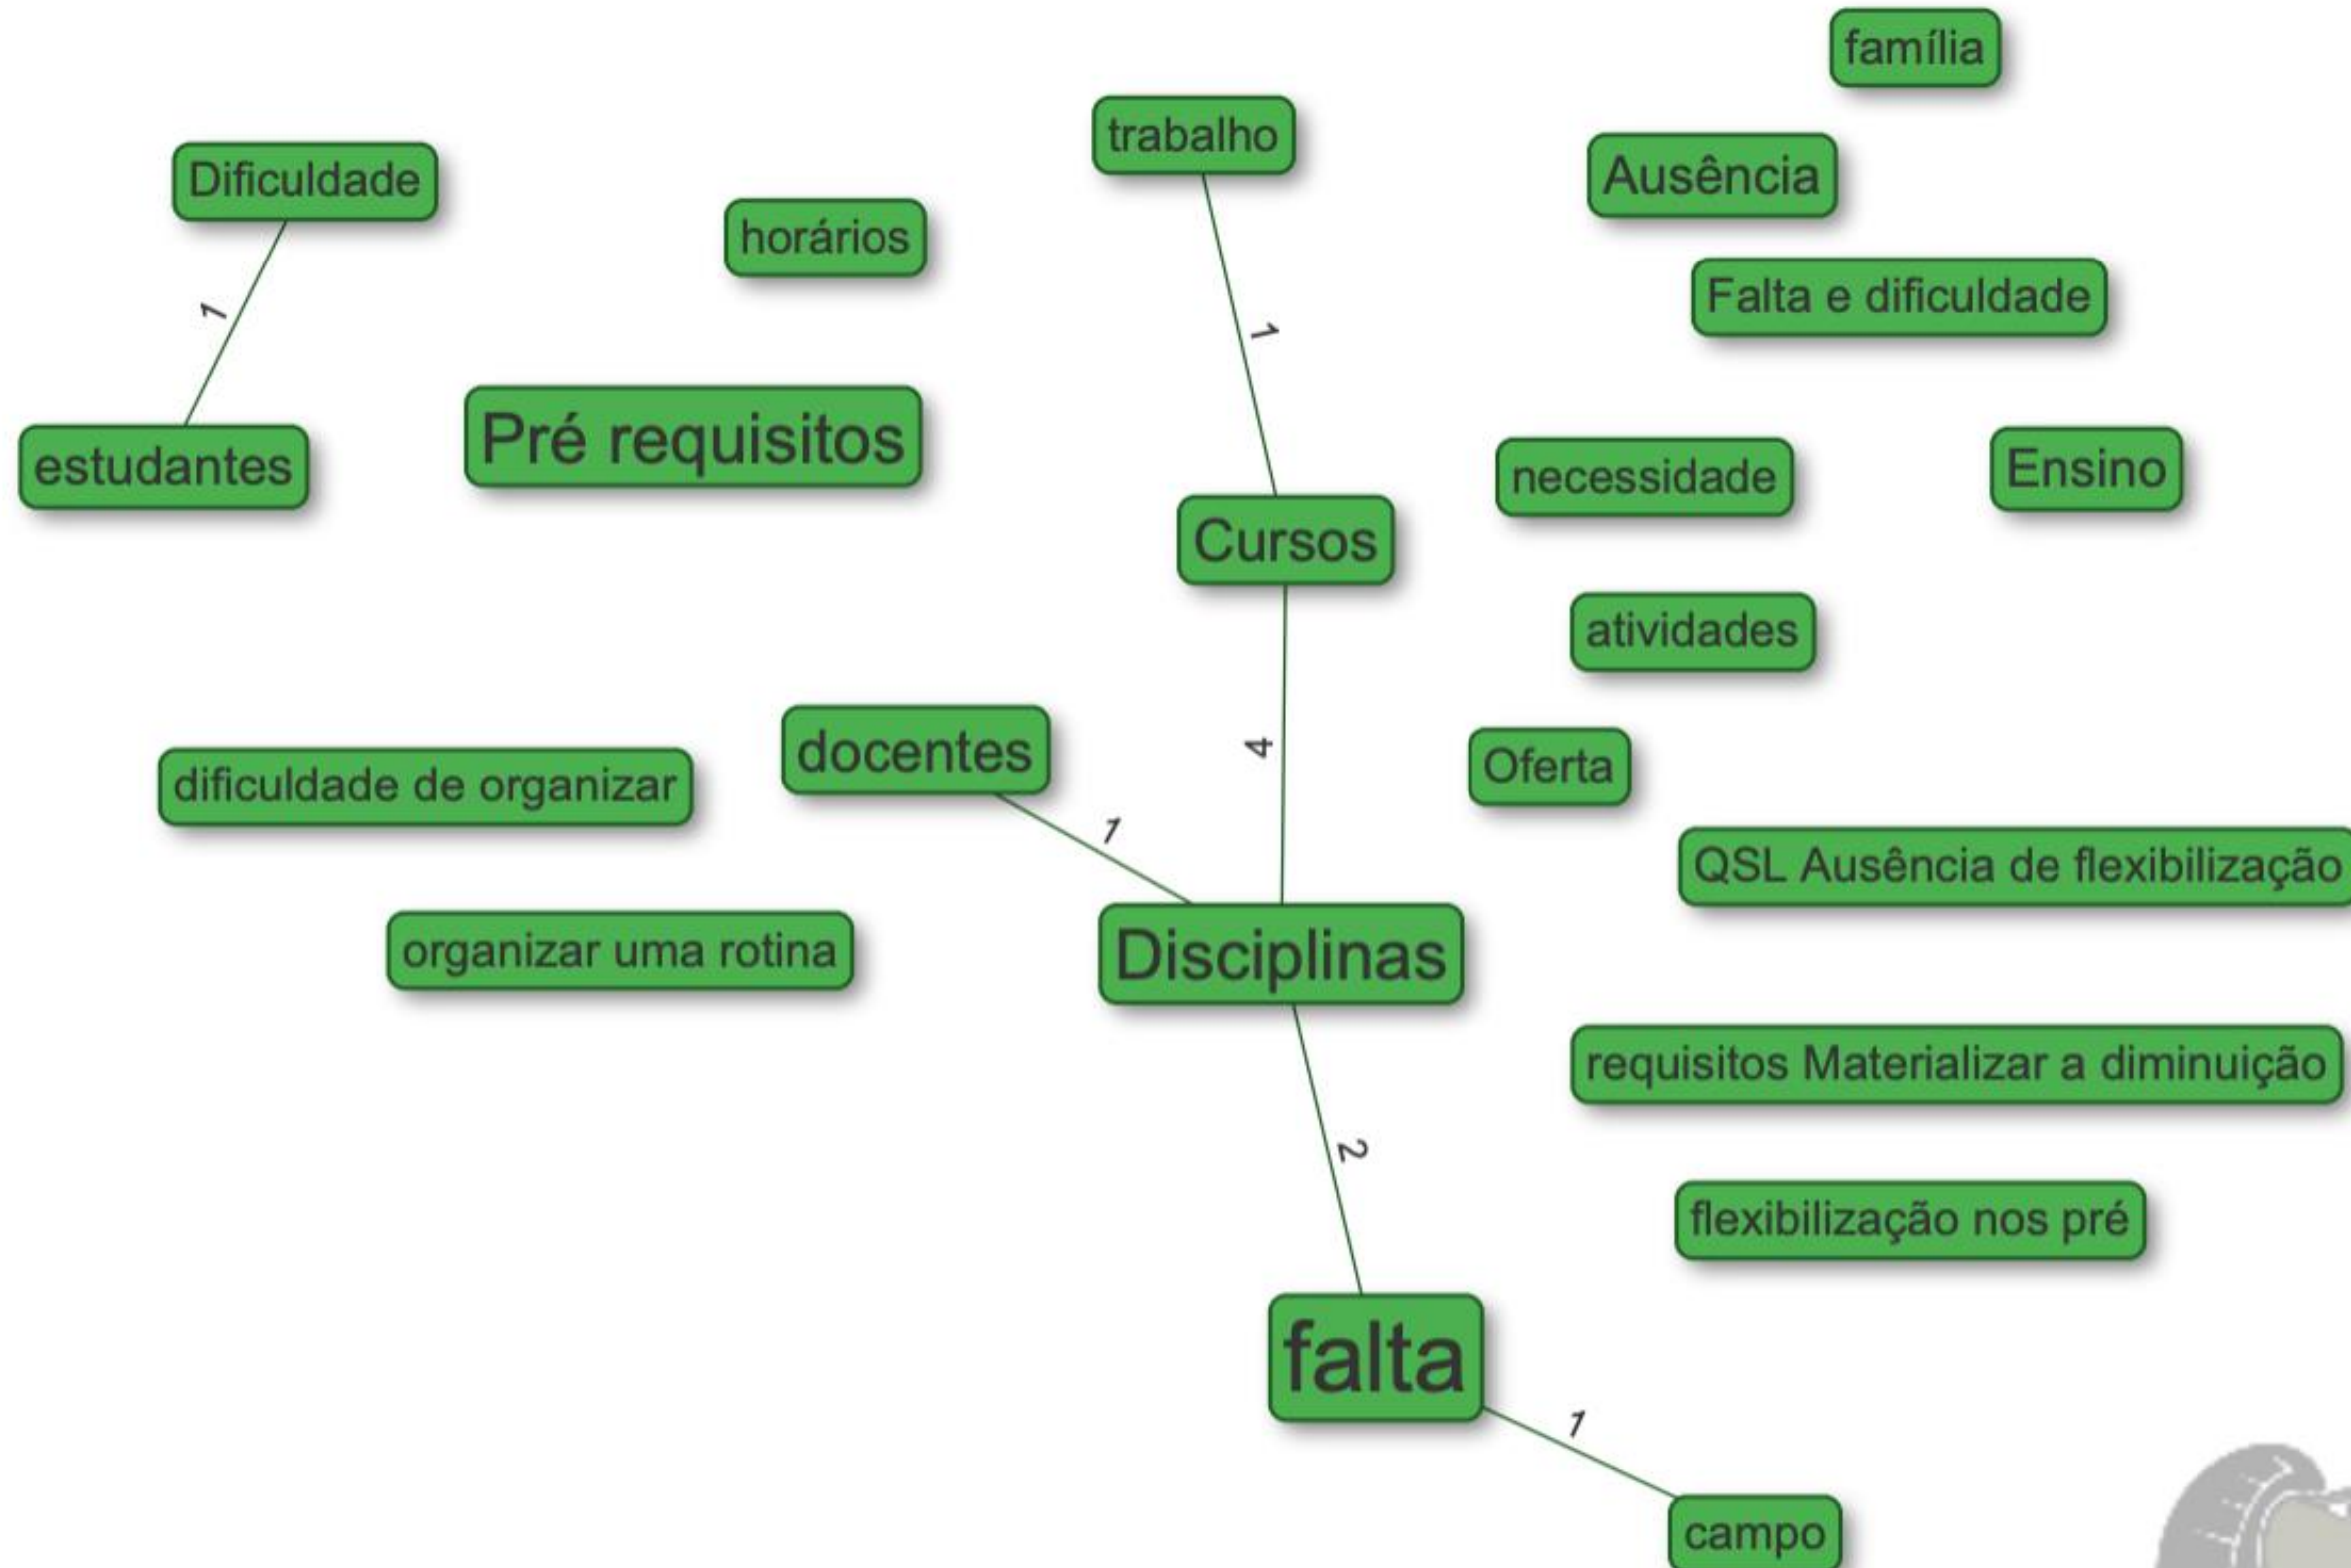 família
trabalho
Ausência
Dificuldade
horários
Falta e dificuldade
1
1
Pré requisitos
estudantes
necessidade
Ensino
Cursos
atividades
docentes
4
Oferta
dificuldade de organizar
1
QSL Ausência de flexibilização
organizar uma rotina
Disciplinas
requisitos Materializar a diminuição
2
flexibilização nos pré
falta
1
campo